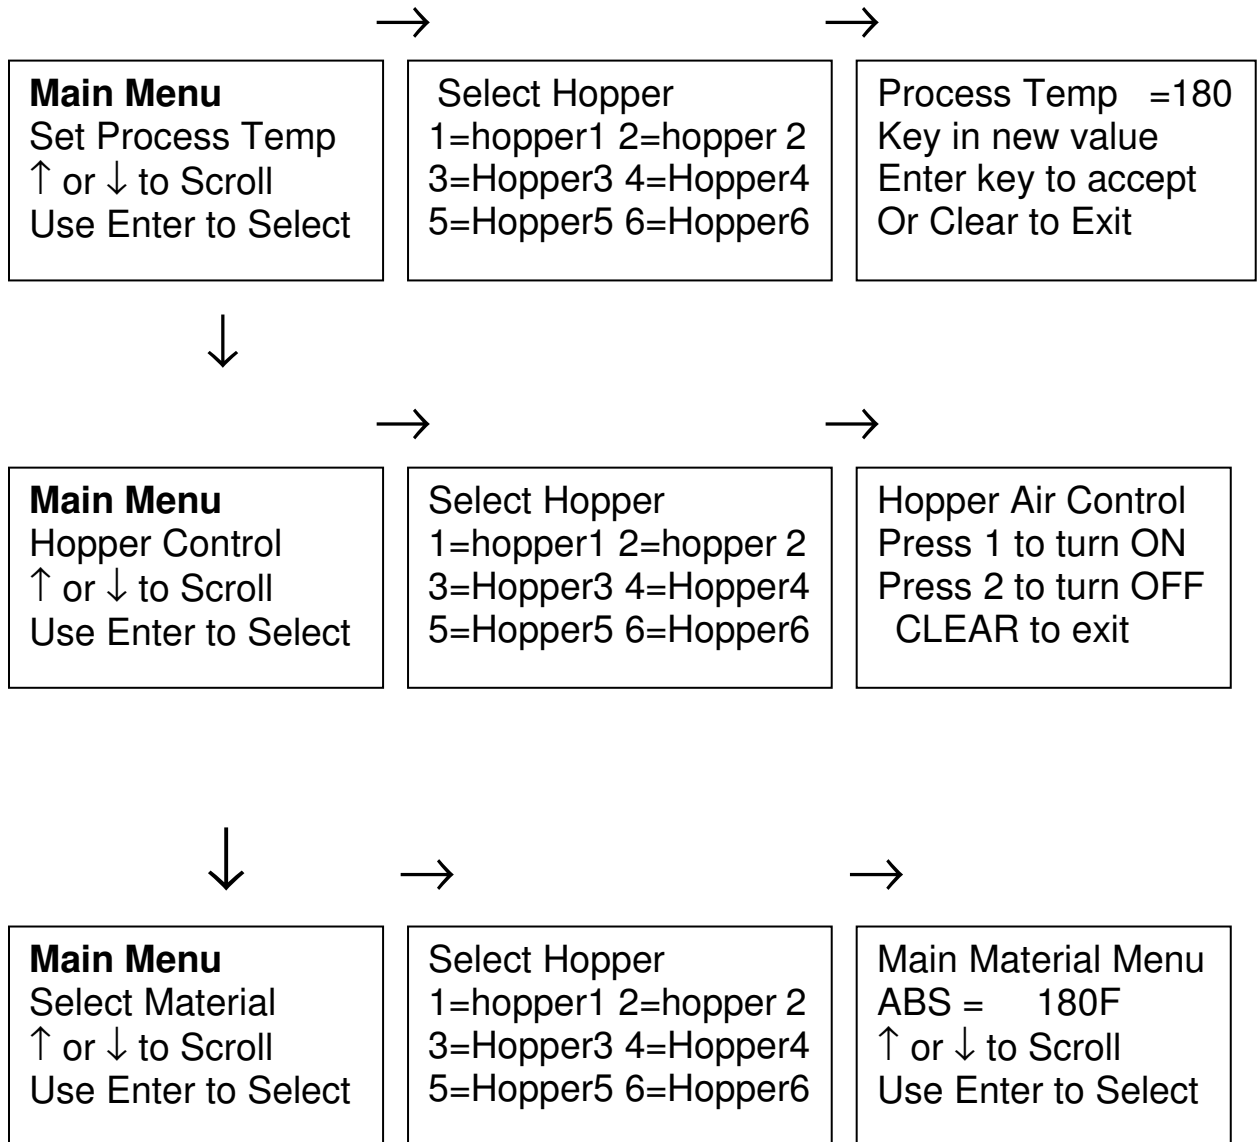 → →
Main Menu
Set Process Temp
↑ or ↓ to Scroll
Use Enter to Select
Select Hopper
1=hopper1 2=hopper 2
3=Hopper3 4=Hopper4
5=Hopper5 6=Hopper6
Process Temp =180
Key in new value
Enter key to accept
Or Clear to Exit
↓
→ →
Main Menu
Hopper Control
↑ or ↓ to Scroll
Use Enter to Select
Select Hopper
1=hopper1 2=hopper 2
3=Hopper3 4=Hopper4
5=Hopper5 6=Hopper6
Hopper Air Control
Press 1 to turn ON
Press 2 to turn OFF
CLEAR to exit
↓ → →
Main Menu
Select Material
↑ or ↓ to Scroll
Use Enter to Select
Select Hopper
1=hopper1 2=hopper 2
3=Hopper3 4=Hopper4
5=Hopper5 6=Hopper6
Main Material Menu
ABS = 180F
↑ or ↓ to Scroll
Use Enter to Select